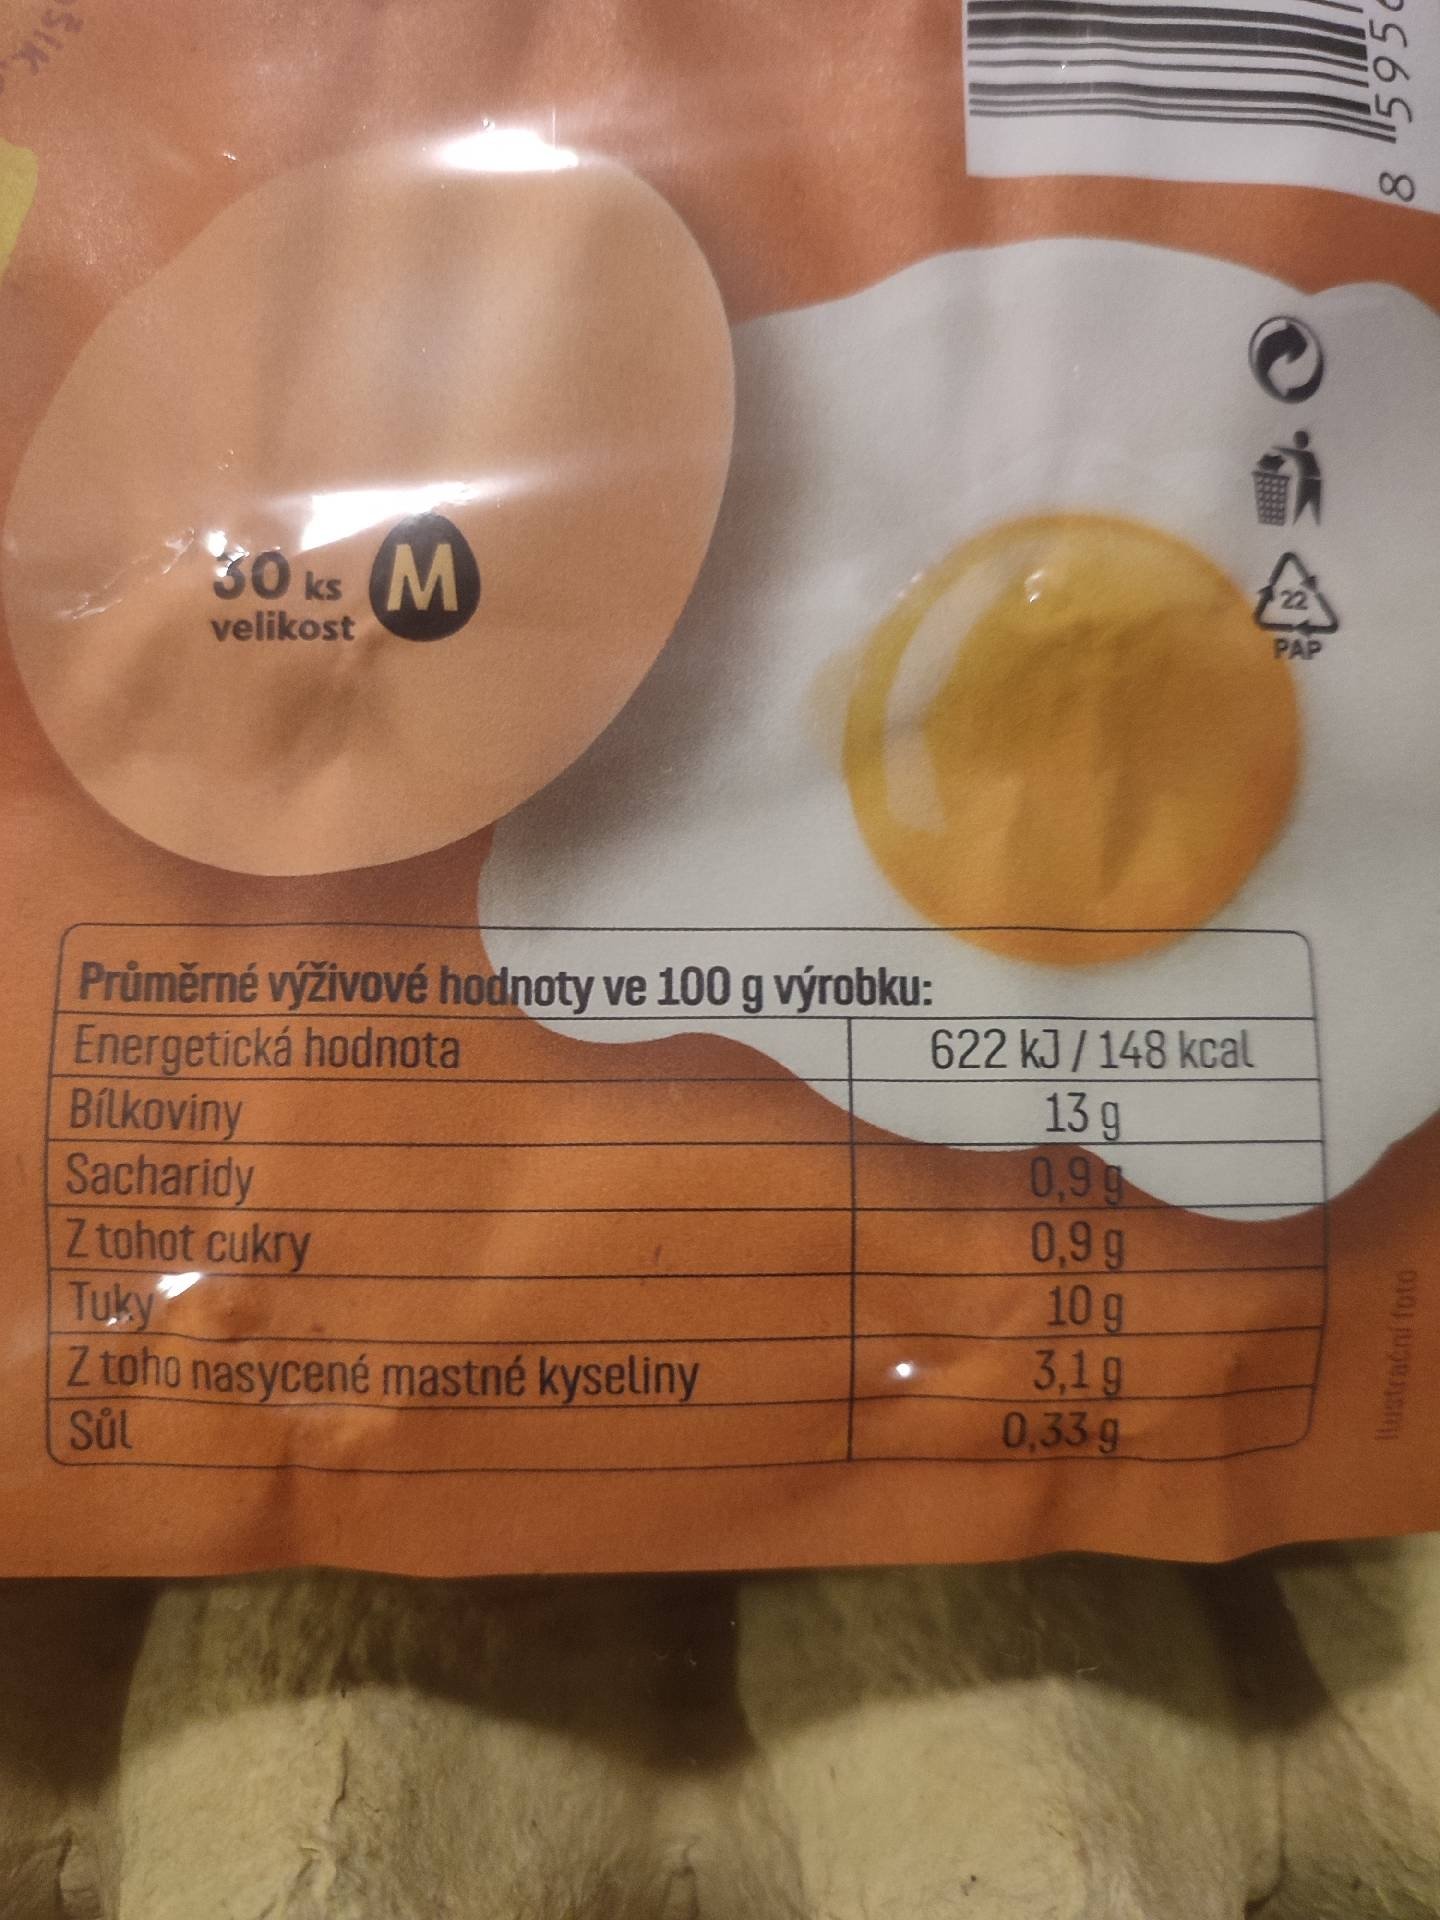 8 595
30 ks
velikost M
22
PAP
Průměrné výživové hodnoty ve 100 g výrobku:
Energetická hodnota 622 kJ / 148 kcal
Bílkoviny 13 g
Sacharidy 0,9 g
Z tohot cukry 0,9 g
Tuky 10 g
Z toho nasycené mastné kyseliny 3,1 g
Sůl 0,33 g
Ilustrační foto